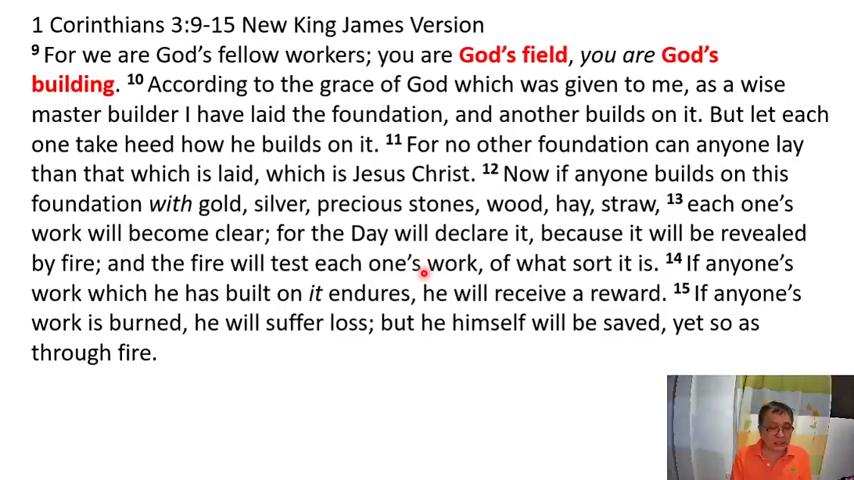 1 Corinthians 3:9-15 New King James Version
9 For we are God’s fellow workers; you are God’s field, you are God’s
building. 10 According to the grace of God which was given to me, as a wise
master builder I have laid the foundation, and another builds on it. But let each
one take heed how he builds on it. 11 For no other foundation can anyone lay
than that which is laid, which is Jesus Christ. 12 Now if anyone builds on this
foundation with gold, silver, precious stones, wood, hay, straw, 13 each one’s
work will become clear; for the Day will declare it, because it will be revealed
by fire; and the fire will test each one’s work, of what sort it is. 14 If anyone’s
work which he has built on it endures, he will receive a reward. 15 If anyone’s
work is burned, he will suffer loss; but he himself will be saved, yet so as
through fire.